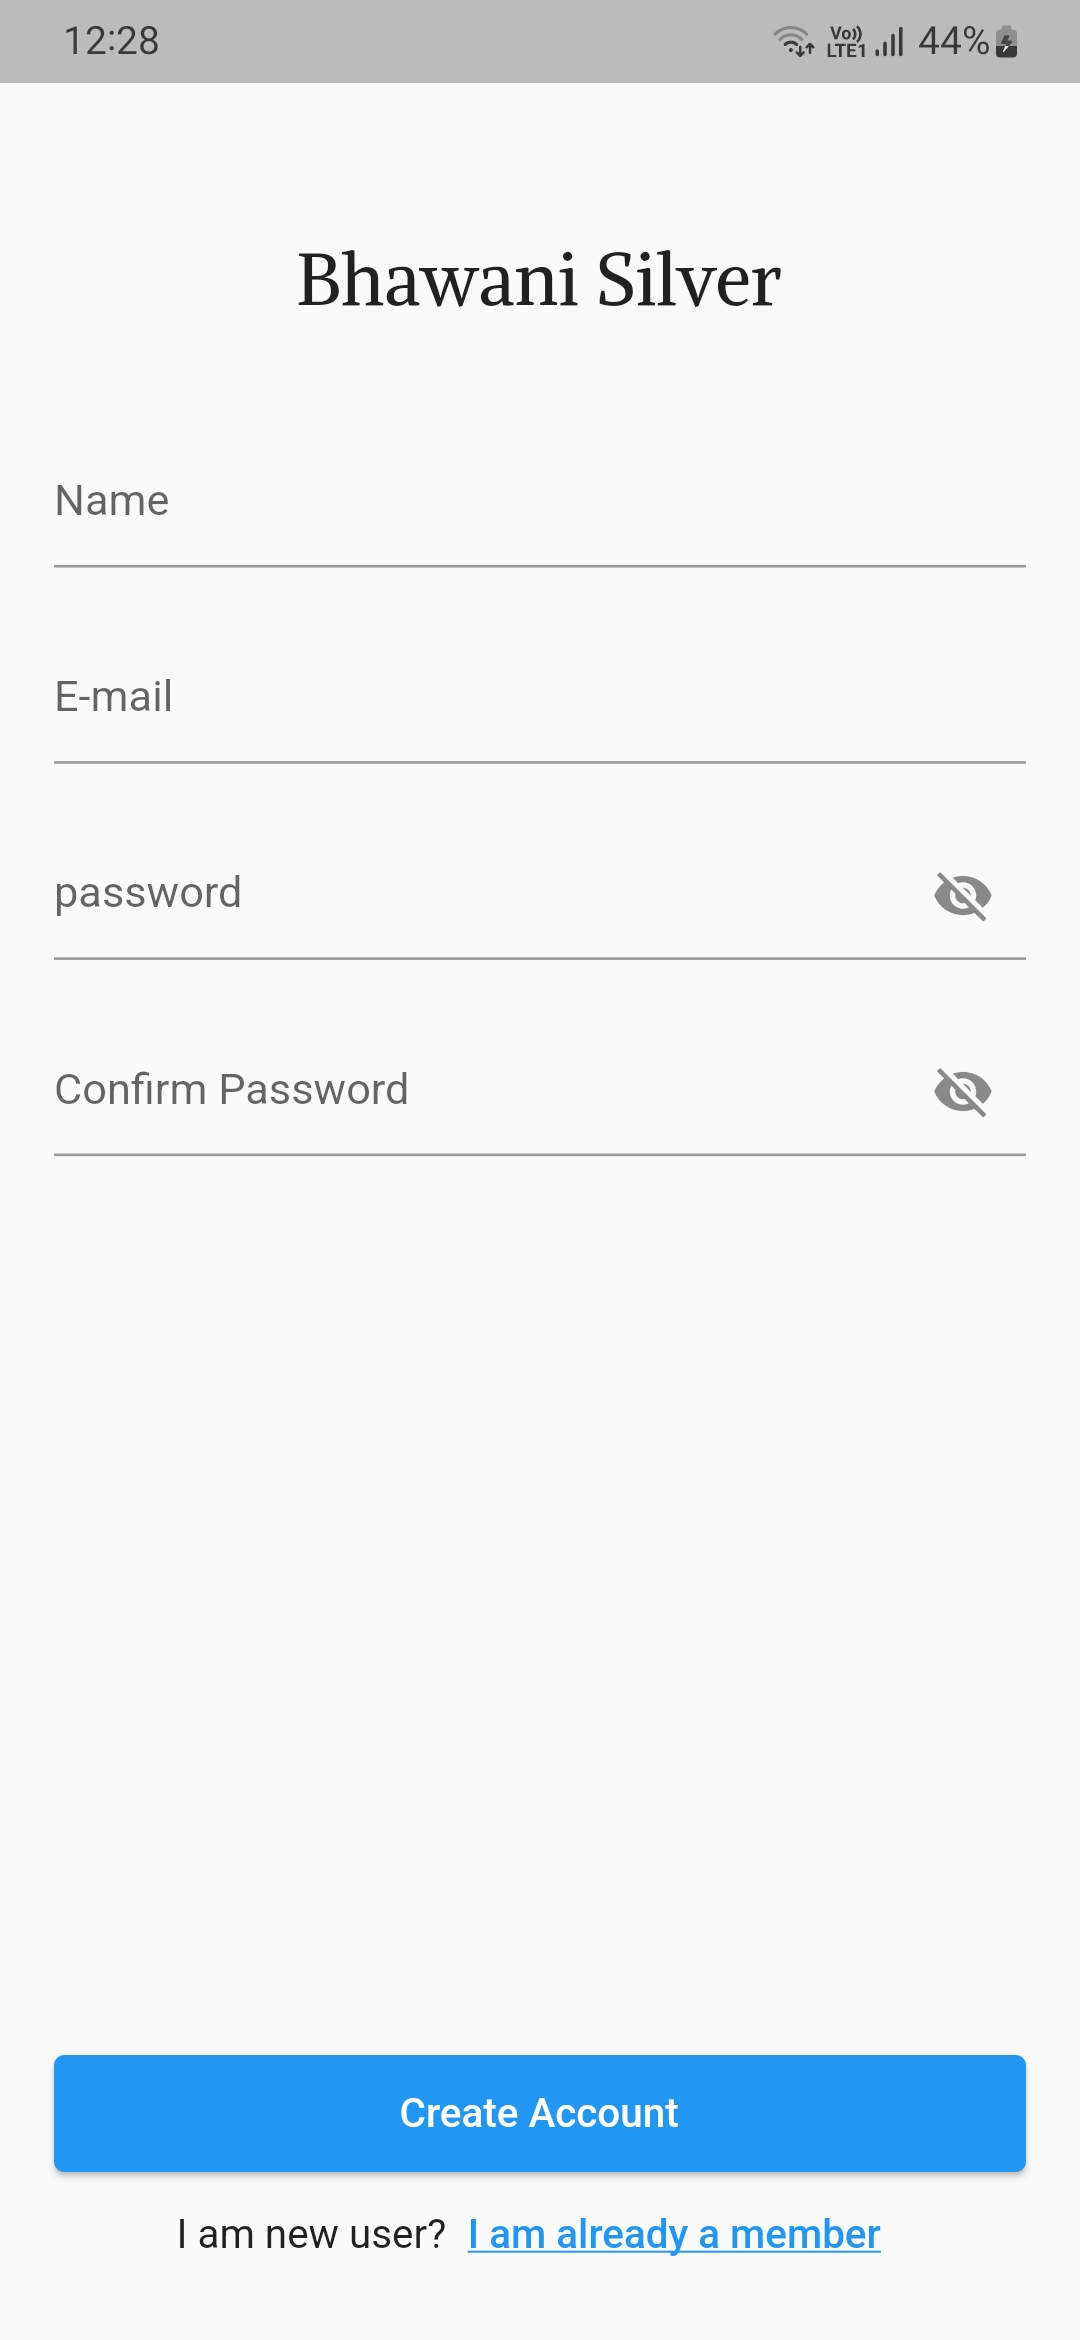 12:28 Vo)) LTE1 44%
Bhawani Silver
Name
E-mail
password
Confirm Password
Create Account
I am new user? I am already a member